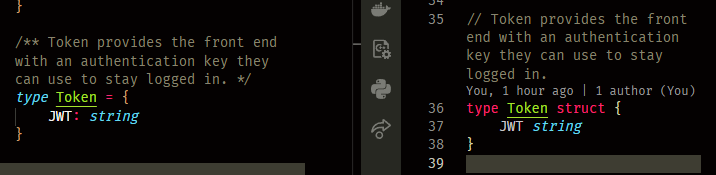 }
/** Token provides the front end
with an authentication key they
can use to stay logged in. */
type Token = {
JWT: string
}
35 // Token provides the front
end with an authentication
key they can use to stay
logged in.
You, 1 hour ago | 1 author (You)
36 type Token struct {
37 JWT string
38 }
39